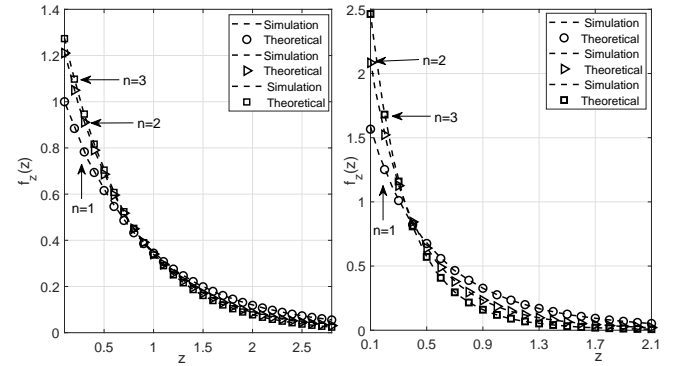 1.4
1.2
1
0.8
0.6
0.4
0.2
0
0.5
1
1.5
2
2.5
z
f_z(z)
Simulation
Theoretical
Simulation
Theoretical
Simulation
Theoretical
n=3
n=2
n=1
2.5
2
1.5
1
0.5
0
0.1
0.5
0.9
1.3
1.7
2.1
z
f_z(z)
Simulation
Theoretical
Simulation
Theoretical
Simulation
Theoretical
n=2
n=3
n=1